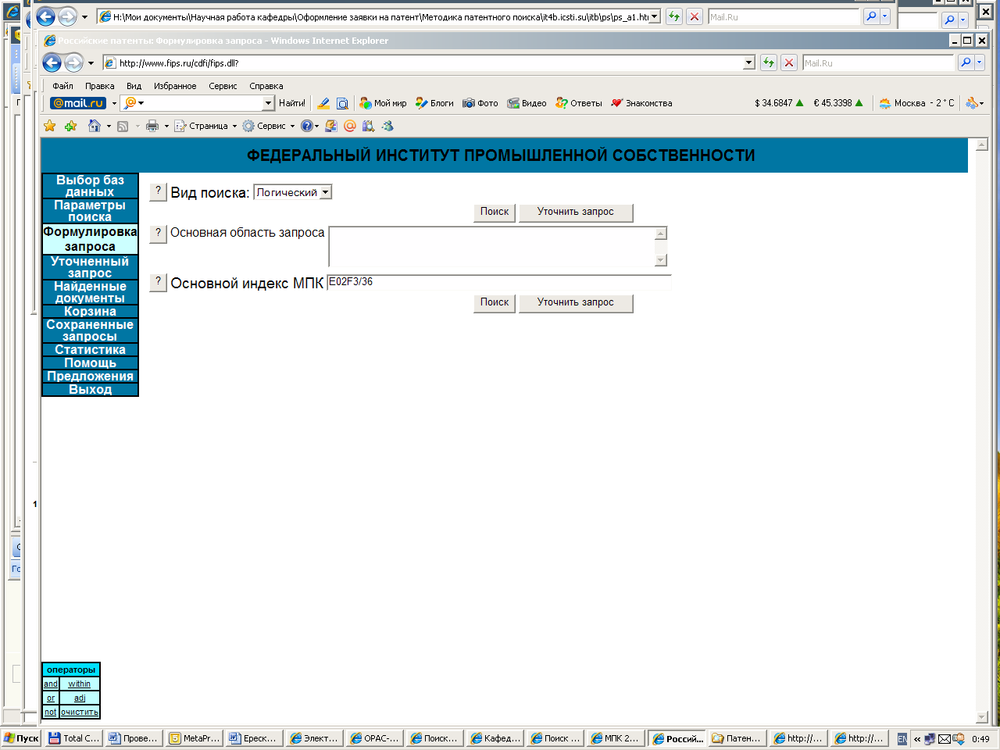 H:\Мои документы\Научная работа кафедры\Оформление заявки на патент\Методика патентного поиска\it4b.icsti.su\itb\ps\ps_a1.htm
Mail.Ru
Российские патенты: Формулировка запроса - Windows Internet Explorer
http://www.fips.ru/cdfi/fips.dll?
Mail.Ru
Файл Правка Вид Избранное Сервис Справка
@mail.ru Найти! Мой мир Блоги Фото Видео Ответы Знакомства $ 34.6847 € 45.3398 Москва - 2 ° C
Страница Сервис
ФЕДЕРАЛЬНЫЙ ИНСТИТУТ ПРОМЫШЛЕННОЙ СОБСТВЕННОСТИ
Выбор баз
данных
Параметры
поиска
Формулировка
запроса
Уточненный
запрос
Найденные
документы
Корзина
Сохраненные
запросы
Статистика
Помощь
Предложения
Выход
? Вид поиска: Логический
Поиск Уточнить запрос
? Основная область запроса
? Основной индекс МПК E02F3/36
Поиск Уточнить запрос
1
Го
операторы
and within
or adj
not очистить
Пуск Total C... Прове... MetaPr... Ереск... Элект... OPAC-... Поиск... Кафед... Поиск ... МПК 2... Россий... Патен... http://... http://... EN « 0:49